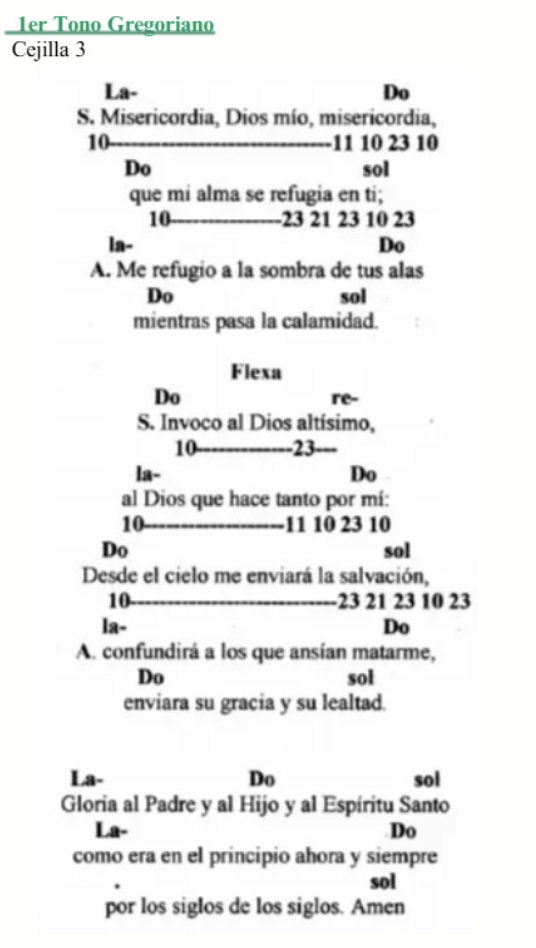 1er Tono Gregoriano
Cejilla 3
La- Do
S. Misericordia, Dios mío, misericordia,
10-------------------------------11 10 23 10
Do sol
que mi alma se refugia en ti;
10---------------23 21 23 10 23
la- Do
A. Me refugio a la sombra de tus alas
Do sol
mientras pasa la calamidad.
Flexa
Do re-
S. Invoco al Dios altísimo,
10-------------23---
la- Do
al Dios que hace tanto por mí:
10-------------------11 10 23 10
Do sol
Desde el cielo me enviará la salvación,
10----------------------------23 21 23 10 23
la- Do
A. confundirá a los que ansían matarme,
Do sol
enviara su gracia y su lealtad.
La- Do sol
Gloria al Padre y al Hijo y al Espíritu Santo
La- Do
como era en el principio ahora y siempre
sol
por los siglos de los siglos. Amen